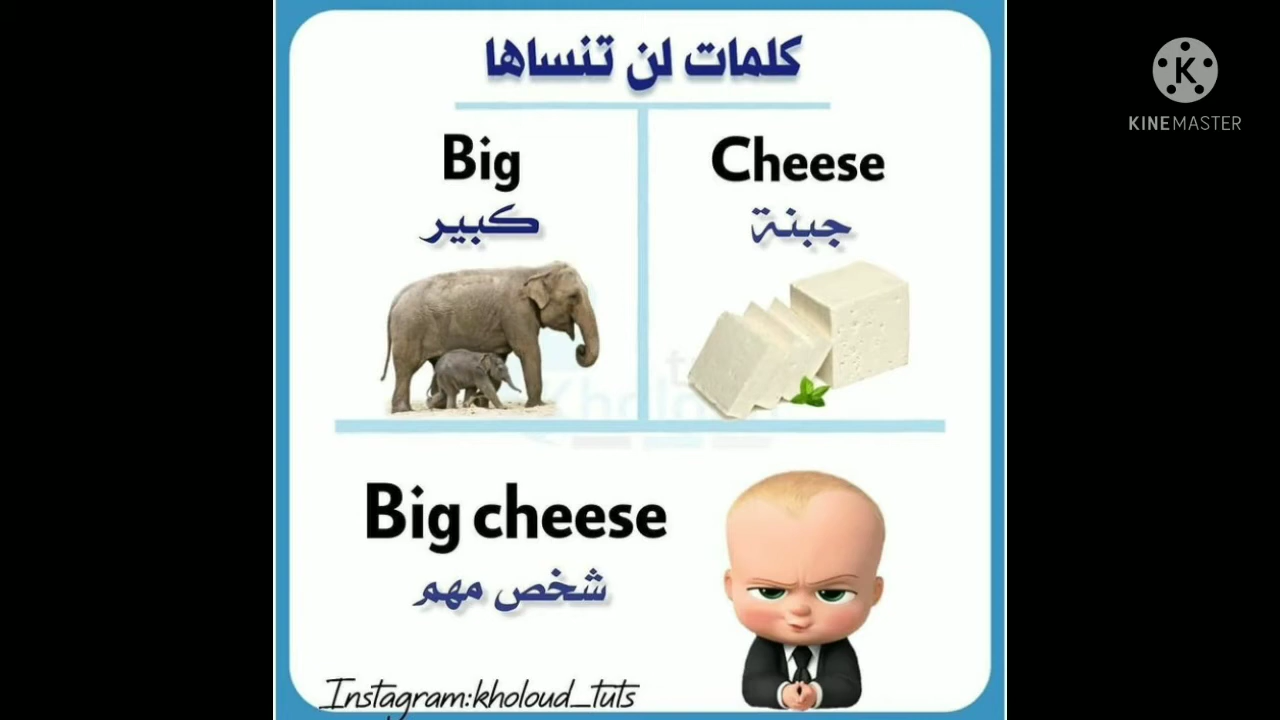 كلمات لن تنساها
Big
كبير
Cheese
جبنة
Big cheese
شخص مهم
Instagram:kholoud_tuts
K
KINEMASTER